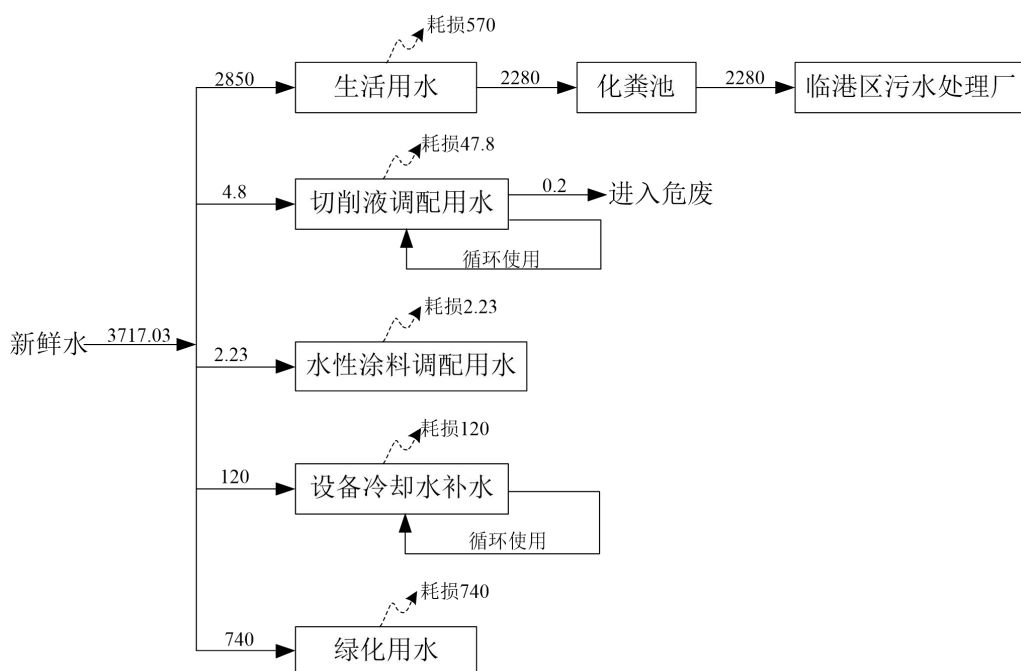 耗损570
2850
生活用水
2280
化粪池
2280
临港区污水处理厂
耗损47.8
4.8
切削液调配用水
0.2
进入危废
循环使用
耗损2.23
新鲜水
3717.03
2.23
水性涂料调配用水
耗损120
120
设备冷却水补水
循环使用
耗损740
740
绿化用水